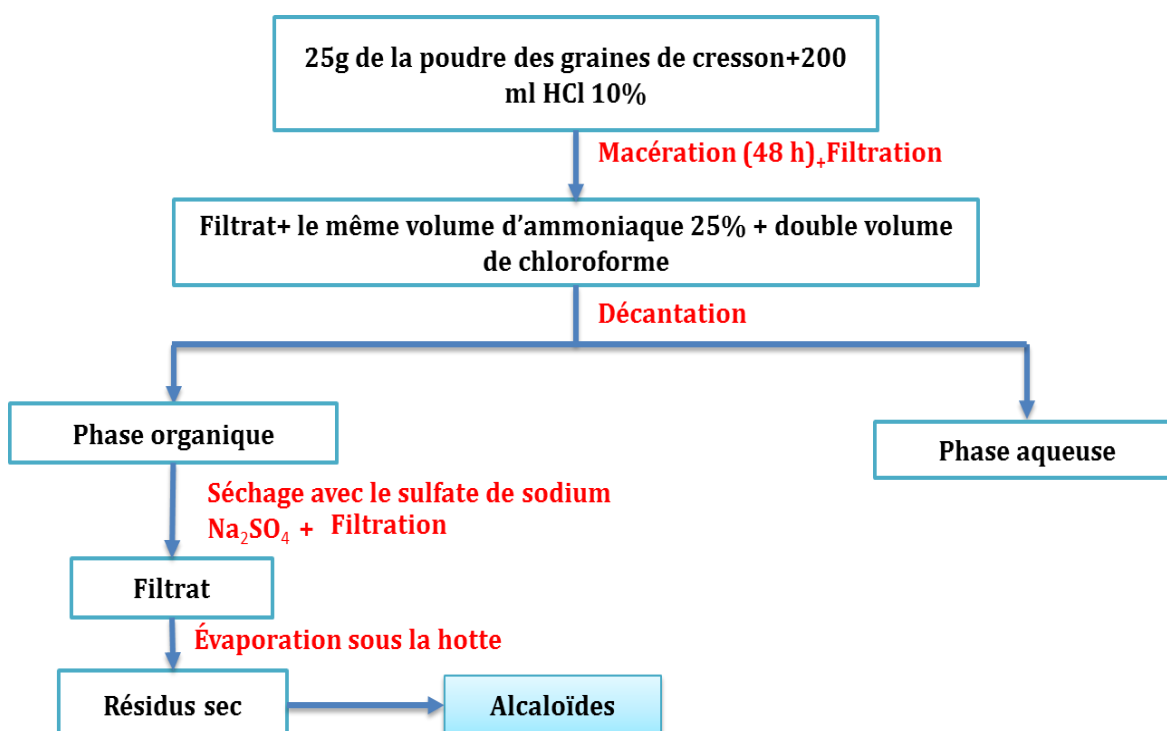 25g de la poudre des graines de cresson+200
ml HCl 10%
Macération (48 h)+Filtration
Filtrat+ le même volume d’ammoniaque 25% + double volume
de chloroforme
Décantation
Phase organique
Phase aqueuse
Séchage avec le sulfate de sodium
Na₂SO₄ + Filtration
Filtrat
Évaporation sous la hotte
Résidus sec
Alcaloïdes